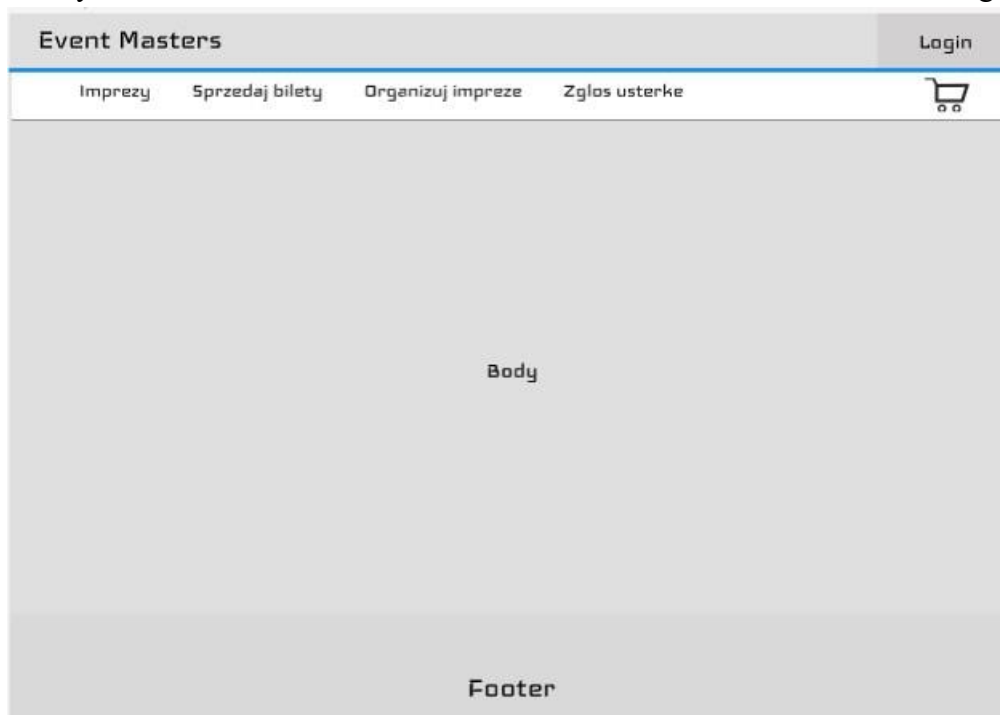 Event Masters Login
Imprezy Sprzedaj bilety Organizuj impreze Zglos usterke
Body
Footer